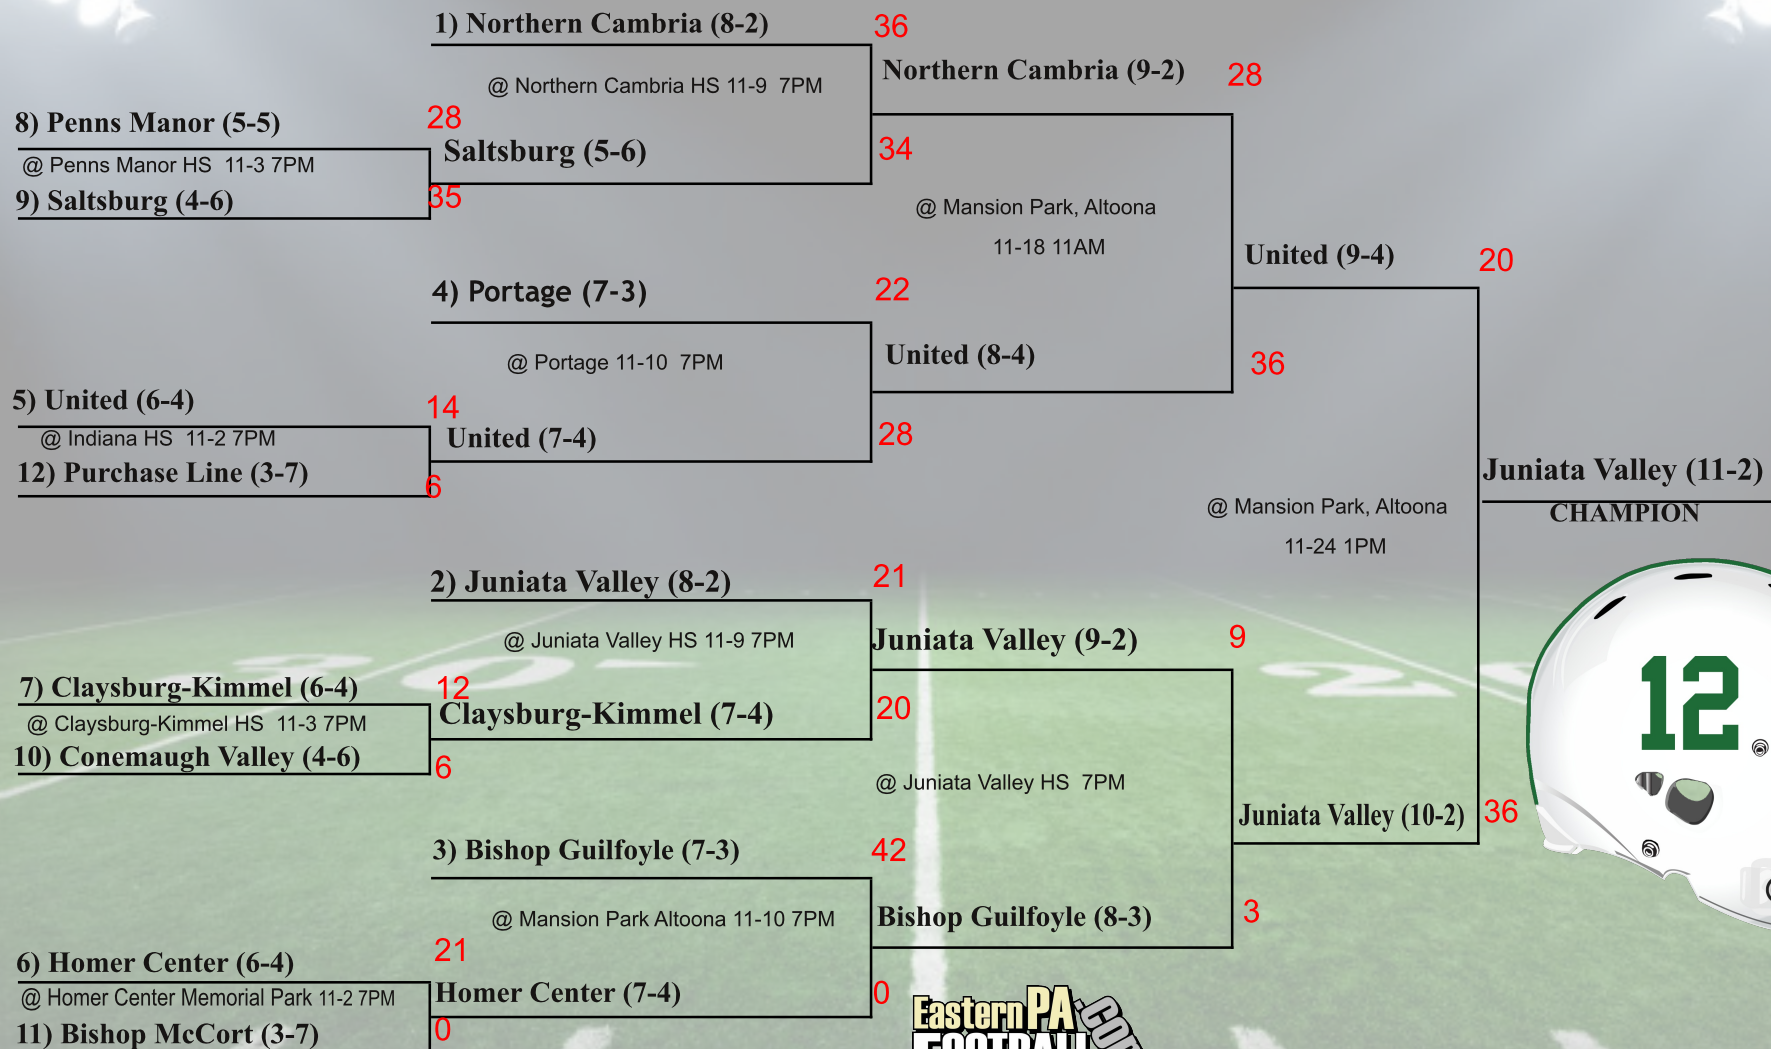 1) Northern Cambria (8-2)
36
@ Northern Cambria HS 11-9 7PM
Northern Cambria (9-2)
28
8) Penns Manor (5-5)
28
@ Penns Manor HS 11-3 7PM
Saltsburg (5-6)
34
9) Saltsburg (4-6)
35
@ Mansion Park, Altoona
11-18 11AM
United (9-4)
20
4) Portage (7-3)
22
@ Portage 11-10 7PM
United (8-4)
36
5) United (6-4)
14
@ Indiana HS 11-2 7PM
United (7-4)
28
12) Purchase Line (3-7)
6
Juniata Valley (11-2)
CHAMPION
@ Mansion Park, Altoona
11-24 1PM
2) Juniata Valley (8-2)
21
@ Juniata Valley HS 11-9 7PM
Juniata Valley (9-2)
9
7) Claysburg-Kimmel (6-4)
12
@ Claysburg-Kimmel HS 11-3 7PM
Claysburg-Kimmel (7-4)
20
10) Conemaugh Valley (4-6)
6
@ Juniata Valley HS 7PM
Juniata Valley (10-2)
36
12
3) Bishop Guilfoyle (7-3)
42
@ Mansion Park Altoona 11-10 7PM
Bishop Guilfoyle (8-3)
3
6) Homer Center (6-4)
21
@ Homer Center Memorial Park 11-2 7PM
Homer Center (7-4)
0
11) Bishop McCort (3-7)
0
EasternPA
FOOTBALL
.COM